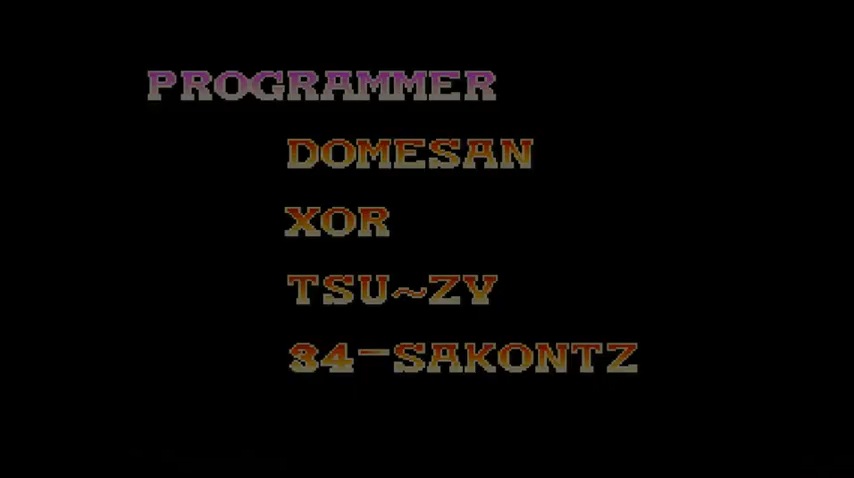 PROGRAMMER
DOMESAN
XOR
TSU~ZY
34-SAKONTZ